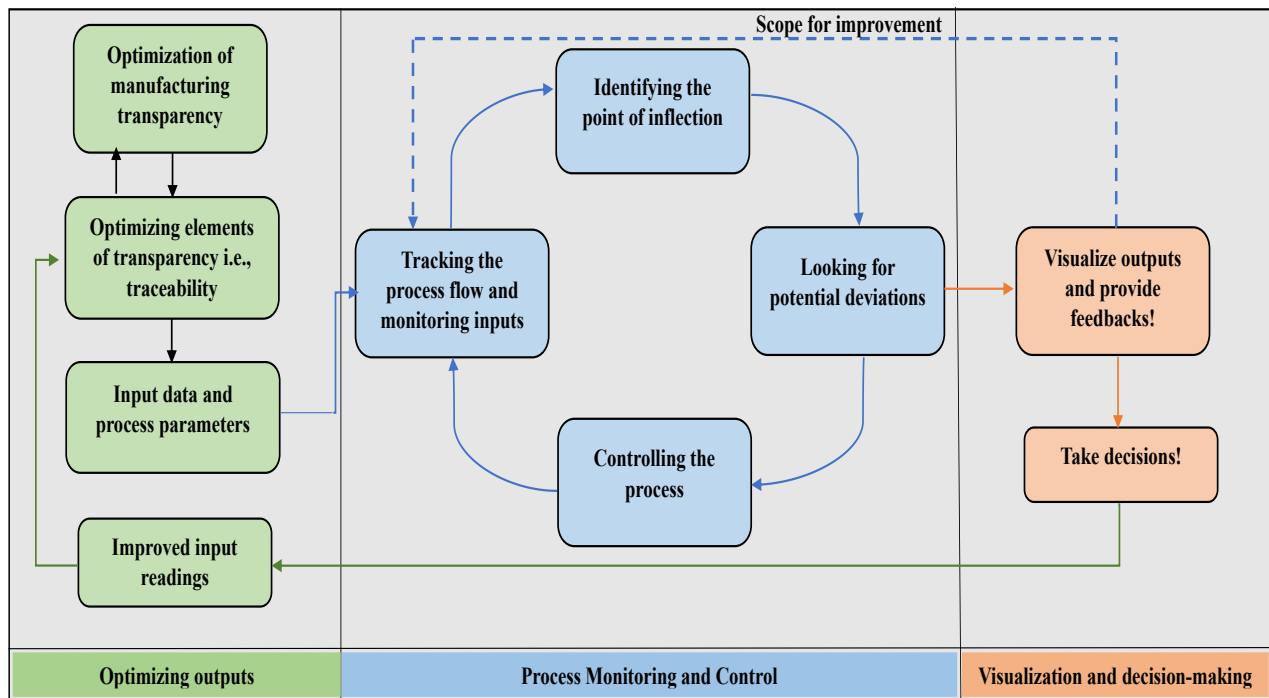 Scope for improvement
Optimization of
manufacturing
transparency
Optimizing elements
of transparency i.e.,
traceability
Input data and
process parameters
Improved input
readings
Identifying the
point of inflection
Tracking the
process flow and
monitoring inputs
Looking for
potential deviations
Controlling the
process
Visualize outputs
and provide
feedbacks!
Take decisions!
Optimizing outputs
Process Monitoring and Control
Visualization and decision-making